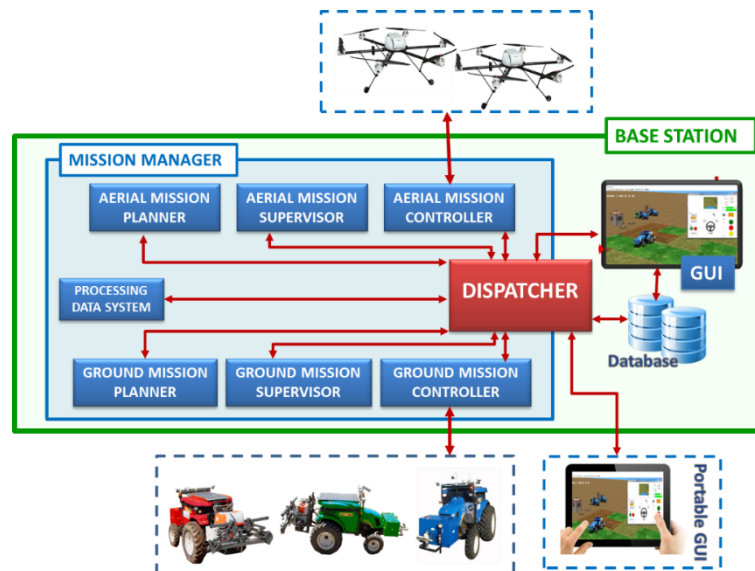 BASE STATION
MISSION MANAGER
AERIAL MISSION
PLANNER
AERIAL MISSION
SUPERVISOR
AERIAL MISSION
CONTROLLER
GUI
PROCESSING
DATA SYSTEM
DISPATCHER
Database
GROUND MISSION
PLANNER
GROUND MISSION
SUPERVISOR
GROUND MISSION
CONTROLLER
Portable GUI